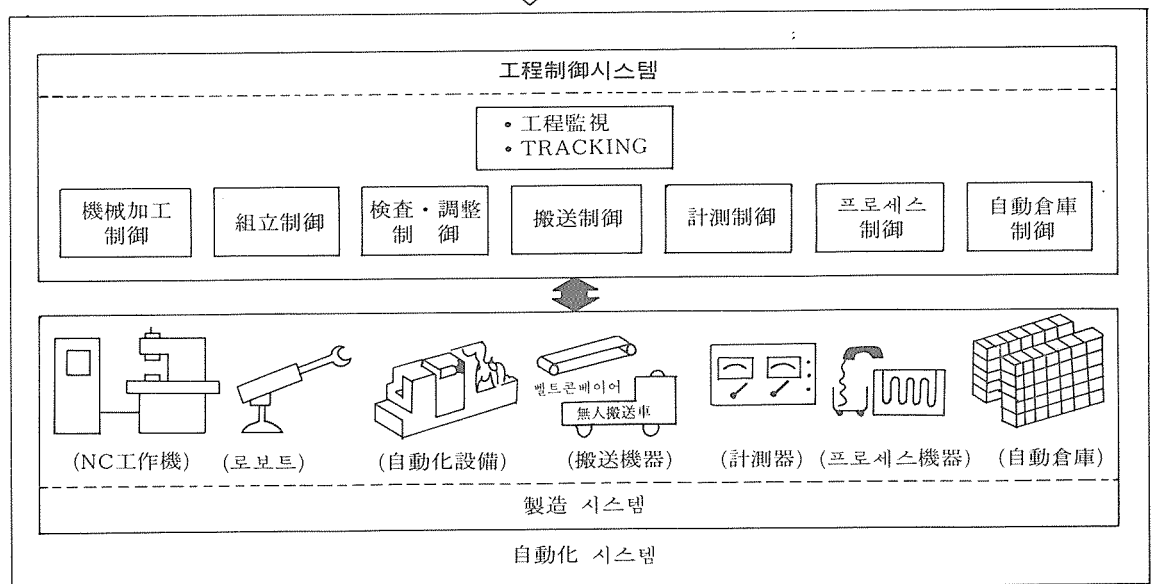 工程制御시스템
• 工程監視
• TRACKING
機械加工
制御
組立制御
検査・調整
制 御
搬送制御
計測制御
프로세스
制御
自動倉庫
制御
벨트콘베이어
無人搬送車
(NC工作機)
(로보트)
(自動化設備)
(搬送機器)
(計測器)
(프로세스機器)
(自動倉庫)
製造 시스템
自動化 시스템